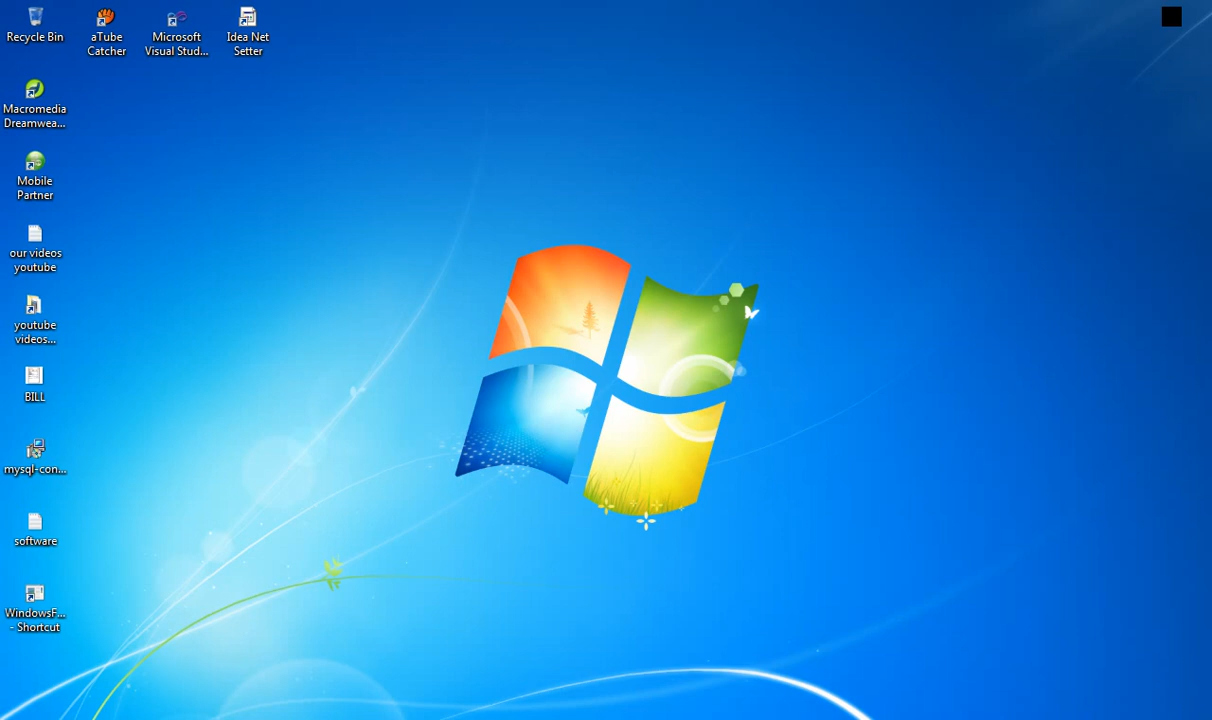 Recycle Bin
aTube
Catcher
Microsoft
Visual Stud...
Idea Net
Setter
Macromedia
Dreamwea...
Mobile
Partner
our videos
youtube
youtube
videos...
BILL
mysql-con...
software
WindowsF...
- Shortcut